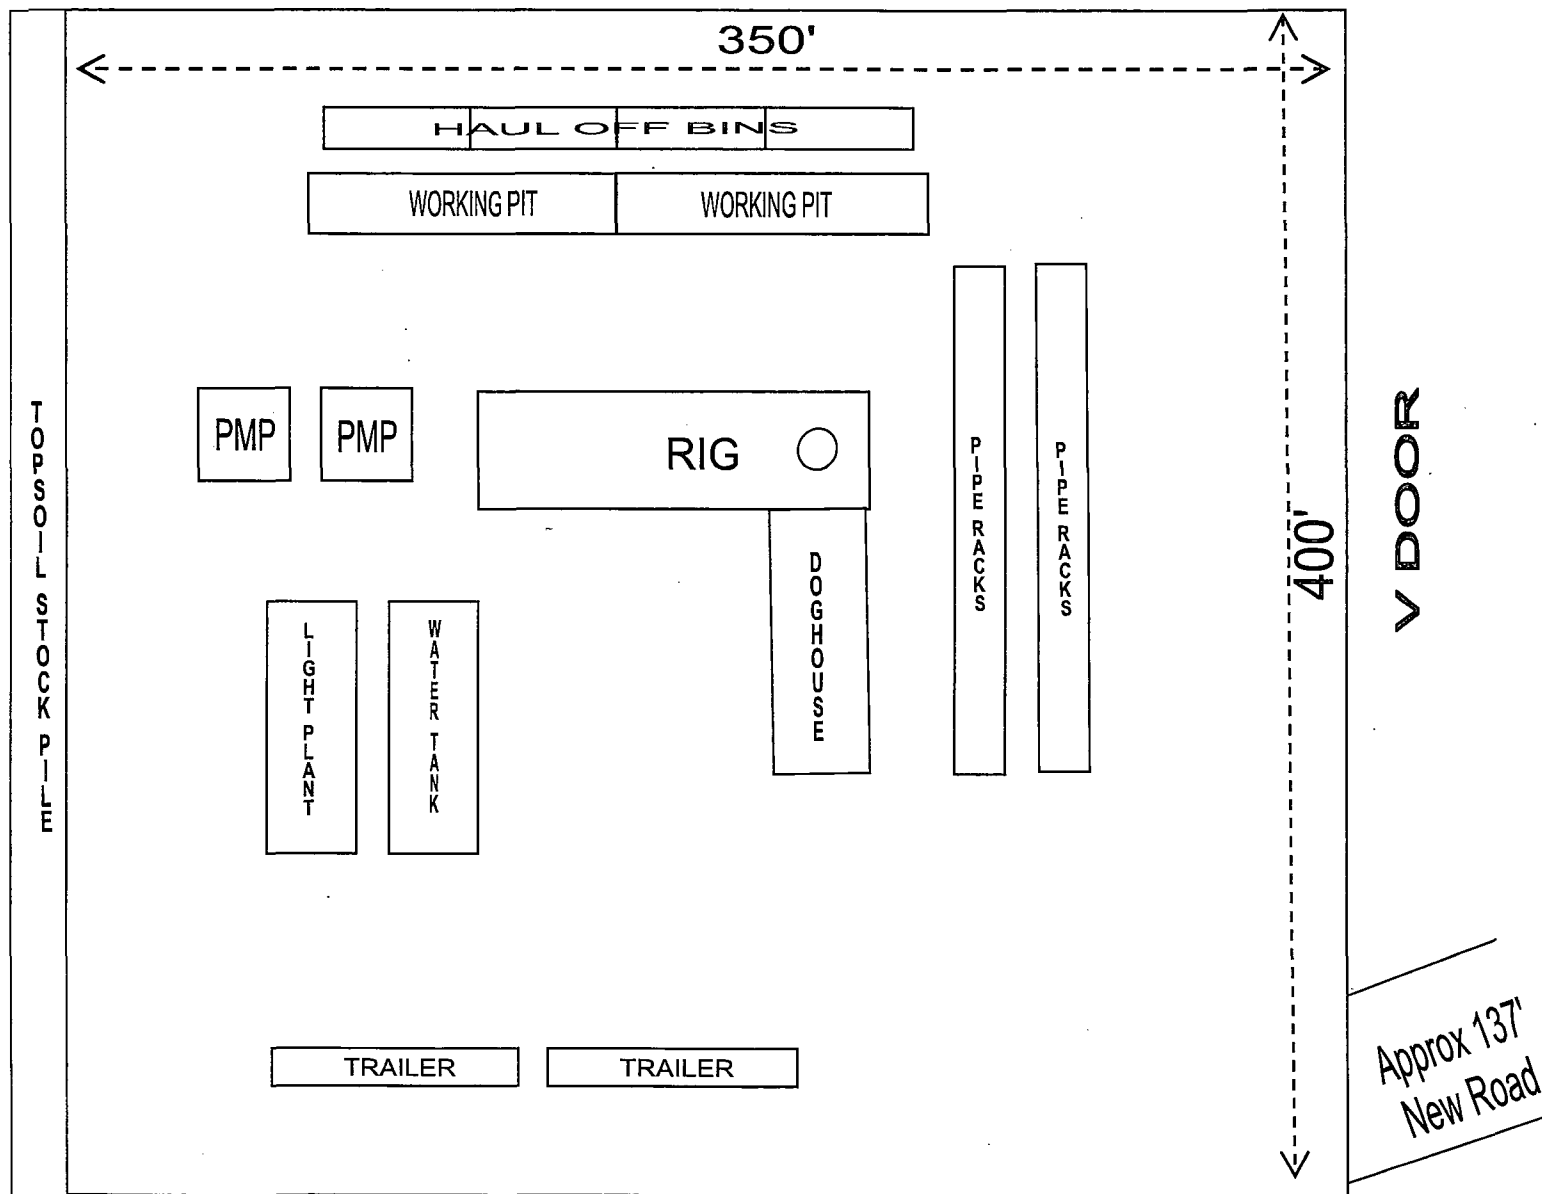 350'
HAUL OFF BINS
WORKING PIT
WORKING PIT
TOPSOIL STOCK PILE
PMP
PMP
RIG
PIPE RACKS
PIPE RACKS
V DOOR
400'
DOGHOUSE
LIGHT PLANT
WATER TANK
TRAILER
TRAILER
Approx 137'
New Road